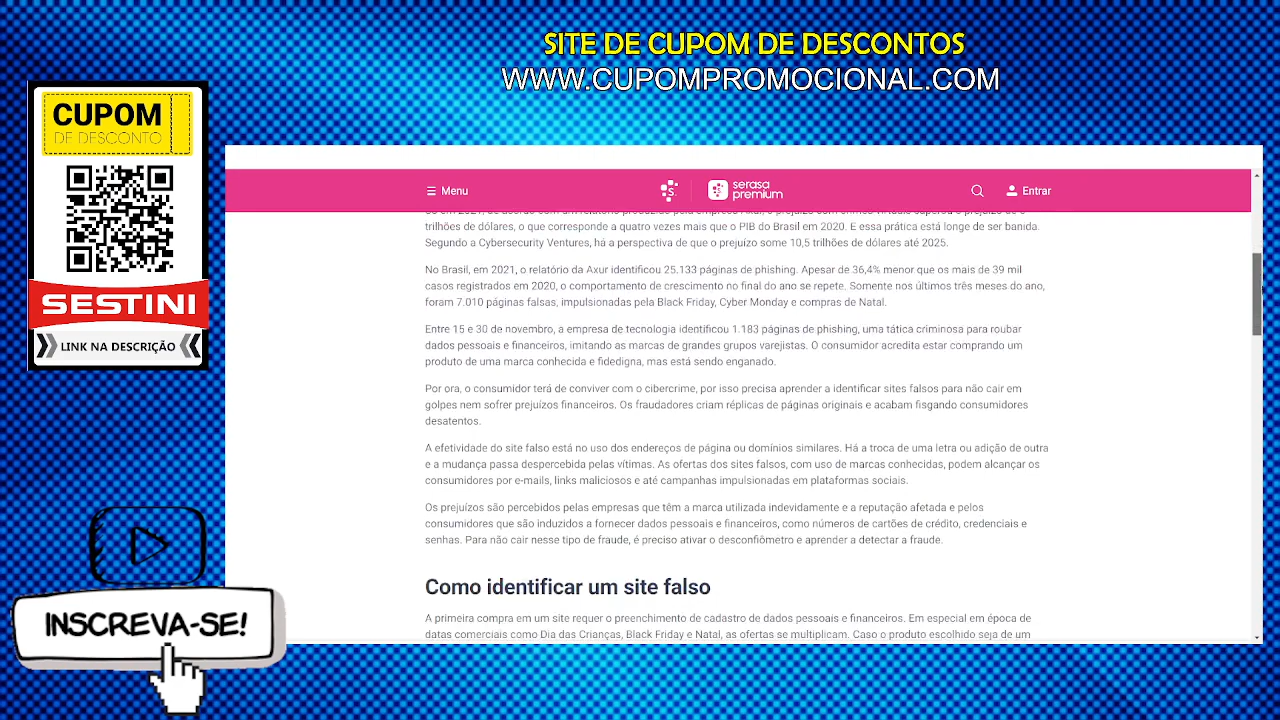 SITE DE CUPOM DE DESCONTOS
WWW.CUPOMPROMOCIONAL.COM
CUPOM
DE DESCONTO
SESTINI
LINK NA DESCRIÇÃO
INSCREVA-SE!
Menu
serasa
premium
Entrar
trilhões de dólares, o que corresponde a quatro vezes mais que o PIB do Brasil em 2020. E essa prática está longe de ser banida.
Segundo a Cybersecurity Ventures, há a perspectiva de que o prejuízo some 10,5 trilhões de dólares até 2025.
No Brasil, em 2021, o relatório da Axur identificou 25.133 páginas de phishing. Apesar de 36,4% menor que os mais de 39 mil
casos registrados em 2020, o comportamento de crescimento no final do ano se repete. Somente nos últimos três meses do ano,
foram 7.010 páginas falsas, impulsionadas pela Black Friday, Cyber Monday e compras de Natal.
Entre 15 e 30 de novembro, a empresa de tecnologia identificou 1.183 páginas de phishing, uma tática criminosa para roubar
dados pessoais e financeiros, imitando as marcas de grandes grupos varejistas. O consumidor acredita estar comprando um
produto de uma marca conhecida e fidedigna, mas está sendo enganado.
Por ora, o consumidor terá de conviver com o cibercrime, por isso precisa aprender a identificar sites falsos para não cair em
golpes nem sofrer prejuízos financeiros. Os fraudadores criam réplicas de páginas originais e acabam fisgando consumidores
desatentos.
A efetividade do site falso está no uso dos endereços de página ou domínios similares. Há a troca de uma letra ou adição de outra
e a mudança passa despercebida pelas vítimas. As ofertas dos sites falsos, com uso de marcas conhecidas, podem alcançar os
consumidores por e-mails, links maliciosos e até campanhas impulsionadas em plataformas sociais.
Os prejuízos são percebidos pelas empresas que têm a marca utilizada indevidamente e a reputação afetada e pelos
consumidores que são induzidos a fornecer dados pessoais e financeiros, como números de cartões de crédito, credenciais e
senhas. Para não cair nesse tipo de fraude, é preciso ativar o desconfiômetro e aprender a detectar a fraude.
Como identificar um site falso
A primeira compra em um site requer o preenchimento de cadastro de dados pessoais e financeiros. Em especial em época de
datas comerciais como Dia das Crianças, Black Friday e Natal, as ofertas se multiplicam. Caso o produto escolhido seja de um